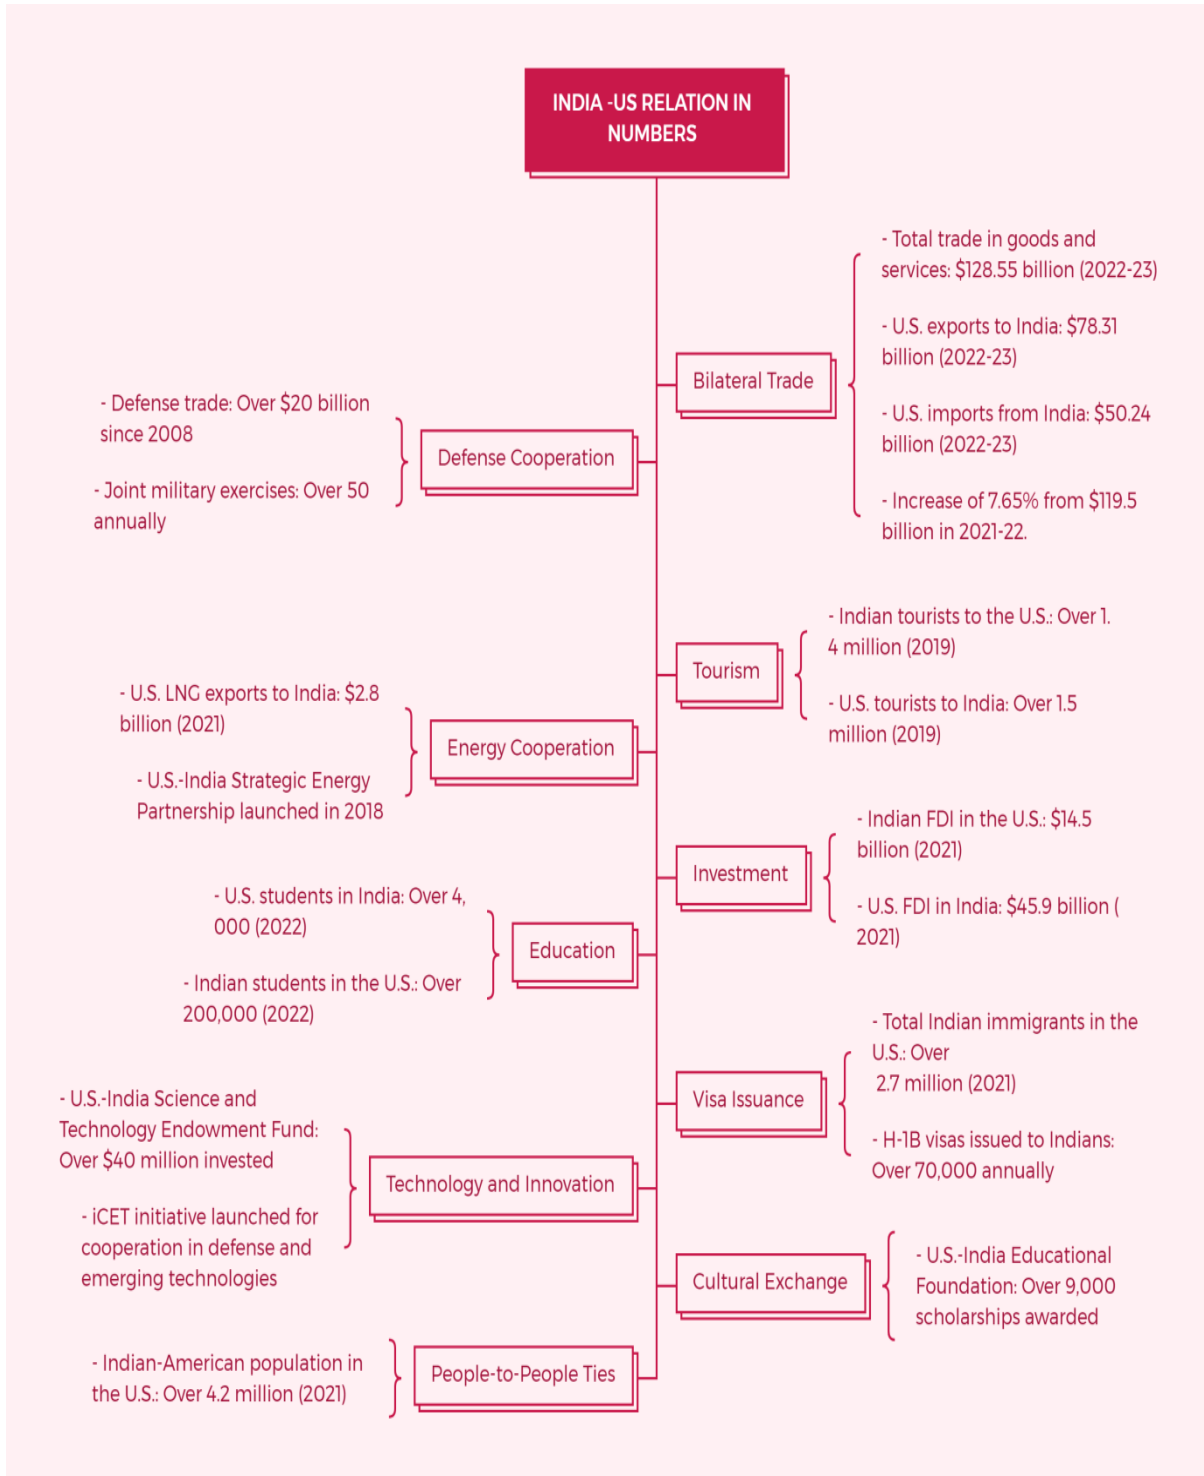 INDIA -US RELATION IN
NUMBERS
- Total trade in goods and
services: $128.55 billion (2022-23)
- U.S. exports to India: $78.31
billion (2022-23)
Bilateral Trade
- U.S. imports from India: $50.24
billion (2022-23)
- Increase of 7.65% from $119.5
billion in 2021-22.
- Defense trade: Over $20 billion
since 2008
Defense Cooperation
- Joint military exercises: Over 50
annually
- Indian tourists to the U.S.: Over 1.
4 million (2019)
Tourism
- U.S. tourists to India: Over 1.5
million (2019)
- U.S. LNG exports to India: $2.8
billion (2021)
Energy Cooperation
- U.S.-India Strategic Energy
Partnership launched in 2018
- Indian FDI in the U.S.: $14.5
billion (2021)
Investment
- U.S. FDI in India: $45.9 billion (
2021)
- U.S. students in India: Over 4,
000 (2022)
Education
- Indian students in the U.S.: Over
200,000 (2022)
- Total Indian immigrants in the
U.S.: Over
2.7 million (2021)
Visa Issuance
- H-1B visas issued to Indians:
Over 70,000 annually
- U.S.-India Science and
Technology Endowment Fund:
Over $40 million invested
Technology and Innovation
- iCET initiative launched for
cooperation in defense and
emerging technologies
Cultural Exchange
- U.S.-India Educational
Foundation: Over 9,000
scholarships awarded
- Indian-American population in
the U.S.: Over 4.2 million (2021)
People-to-People Ties